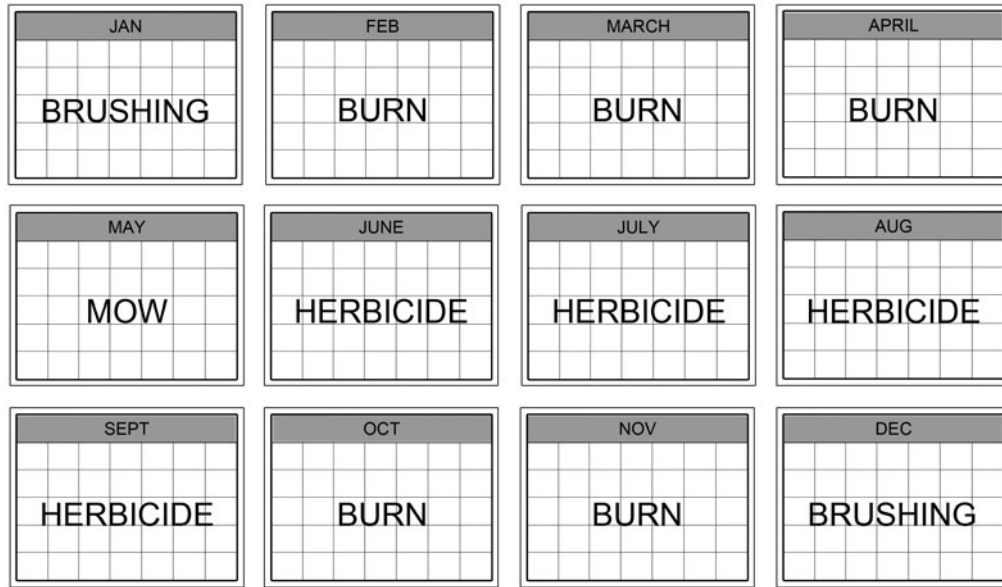 JAN
BRUSHING
FEB
BURN
MARCH
BURN
APRIL
BURN
MAY
MOW
JUNE
HERBICIDE
JULY
HERBICIDE
AUG
HERBICIDE
SEPT
HERBICIDE
OCT
BURN
NOV
BURN
DEC
BRUSHING